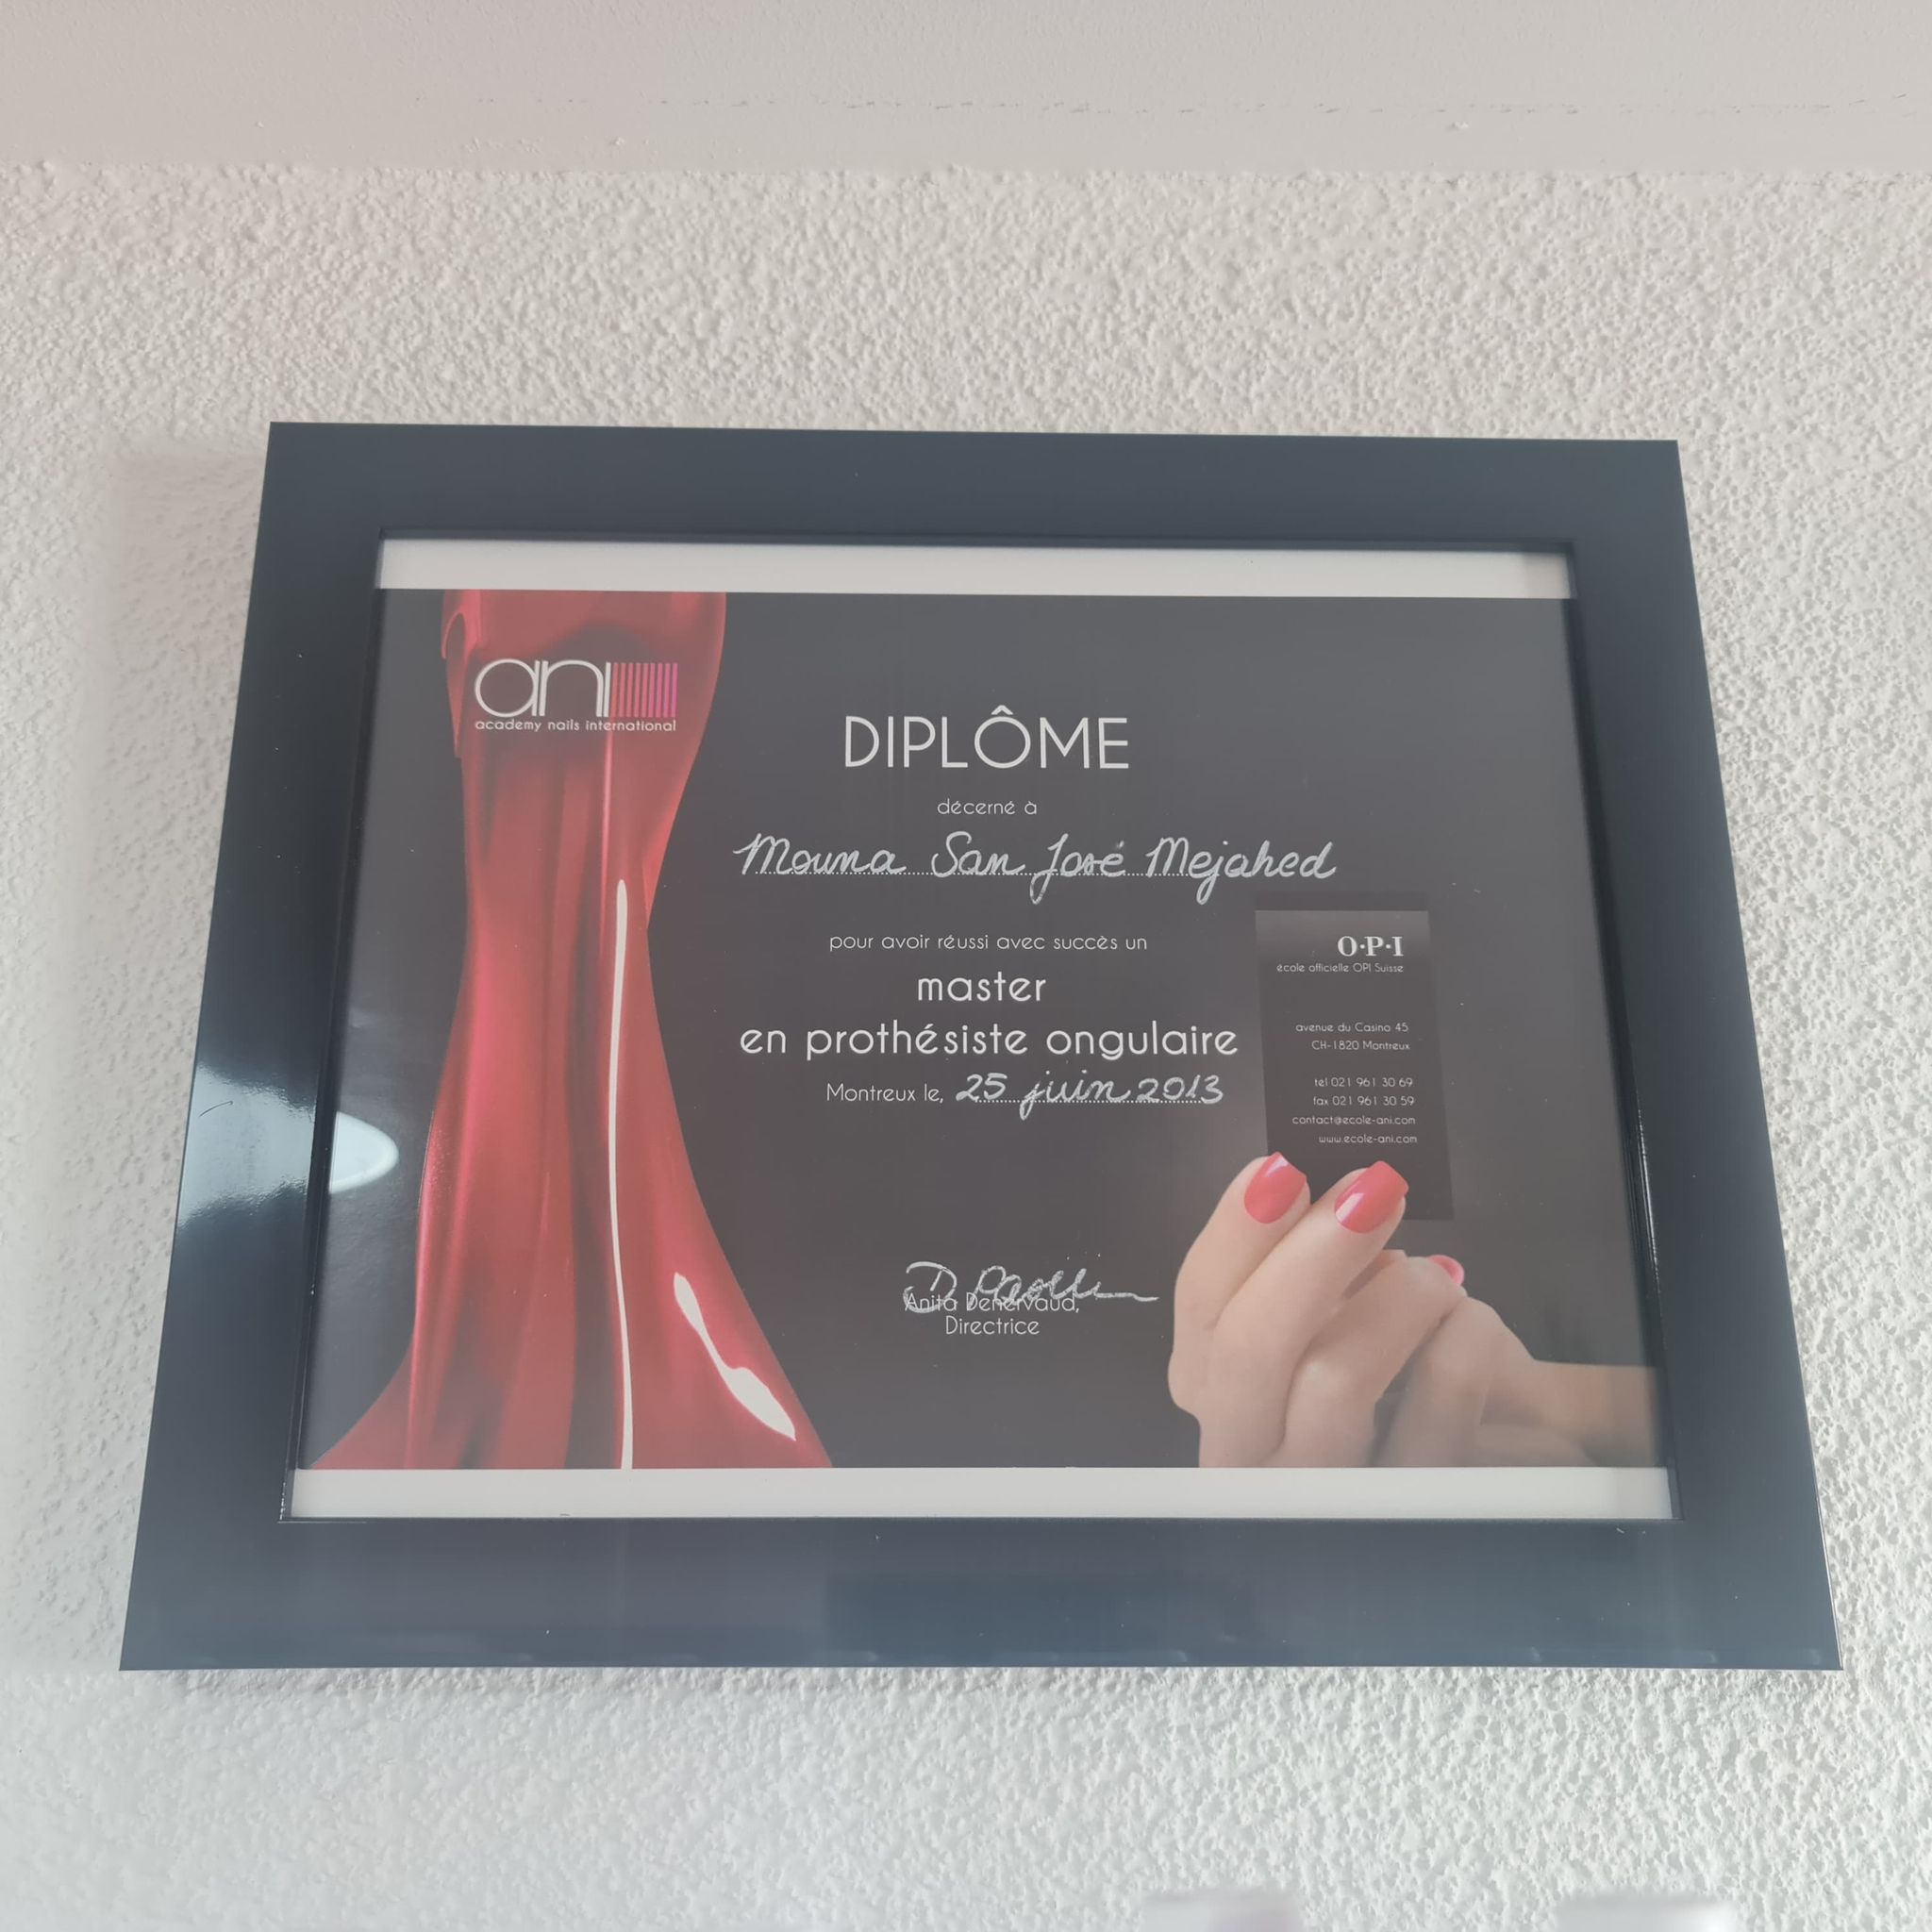 ani
academy nails international
DIPLÔME
décerné à
Mouna San José Mejahed
pour avoir réussi avec succès un
master
en prothésiste ongulaire
Montreux le, 25 juin 2013
O·P·I
école officielle OPI Suisse
avenue du Casino 45
CH-1820 Montreux
tel 021 961 30 69
fax 021 961 30 59
contact@ecole-ani.com
www.ecole-ani.com
Anita Denervaud,
Directrice